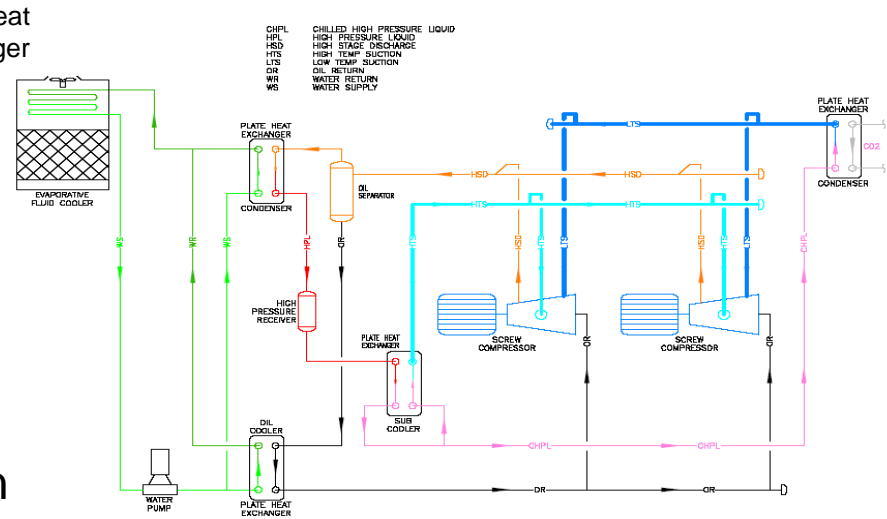 eat
ger
CHPL CHILLED HIGH PRESSURE LIQUID
HPL HIGH PRESSURE LIQUID
HSD HIGH STAGE DISCHARGE
HTS HIGH TEMP SUCTION
LTS LOW TEMP SUCTION
OR OIL RETURN
WR WATER RETURN
WS WATER SUPPLY
PLATE HEAT
EXCHANGER
CO2
CONDENSER
LTS
PLATE HEAT
EXCHANGER
CONDENSER
OIL
SEPARATOR
HSD
HSD
HTS
HTS
EVAPORATIVE
FLUID COOLER
WS
WR
WS
HPL
OR
HTS
HSD
HTS
LTS
HSD
HTS
LTS
CHPL
HIGH
PRESSURE
RECEIVER
PLATE HEAT
EXCHANGER
SUB
COOLER
SCREW
COMPRESSOR
OR
SCREW
COMPRESSOR
OR
CHPL
CHPL
OIL
COOLER
PLATE HEAT
EXCHANGER
OR
OR
WATER
PUMP
n